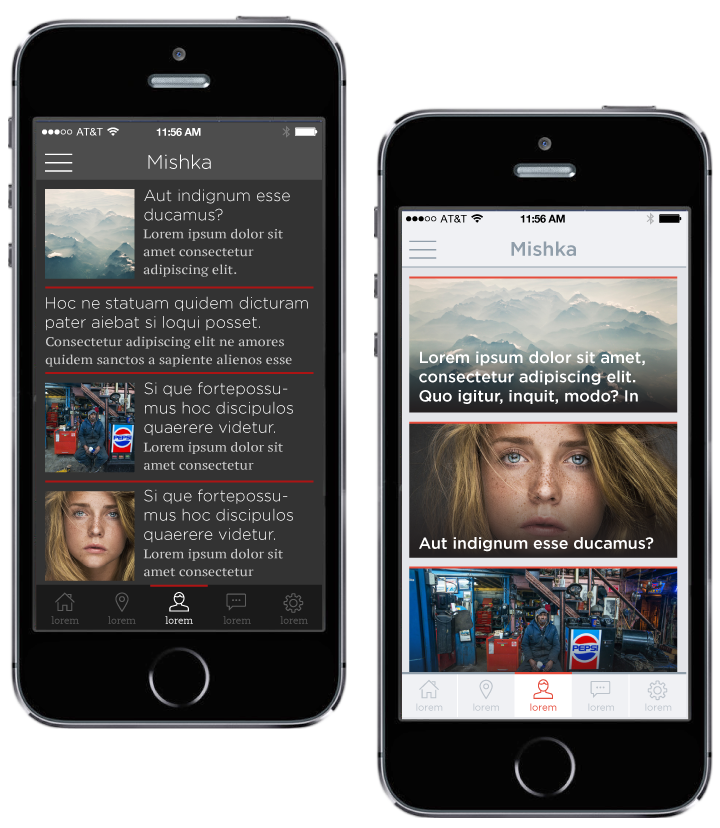 AT&T 11:56 AM
Mishka
Aut indignum esse
ducamus?
Lorem ipsum dolor sit
amet consectetur
adipiscing elit.
Hoc ne statuam quidem dicturam
pater aiebat si loqui posset.
Consectetur adipiscing elit ne amores
quidem sanctos a sapiente alienos esse
Si que fortepossu-
mus hoc discipulos
quaerere videtur.
Lorem ipsum dolor sit
amet consectetur
PEPSI
Si que fortepossu-
mus hoc discipulos
quaerere videtur.
Lorem ipsum dolor sit
amet consectetur
lorem lorem lorem lorem lorem
AT&T 11:56 AM
Mishka
Lorem ipsum dolor sit amet,
consectetur adipiscing elit.
Quo igitur, inquit, modo? In
Aut indignum esse ducamus?
PEPSI
lorem lorem lorem lorem lorem